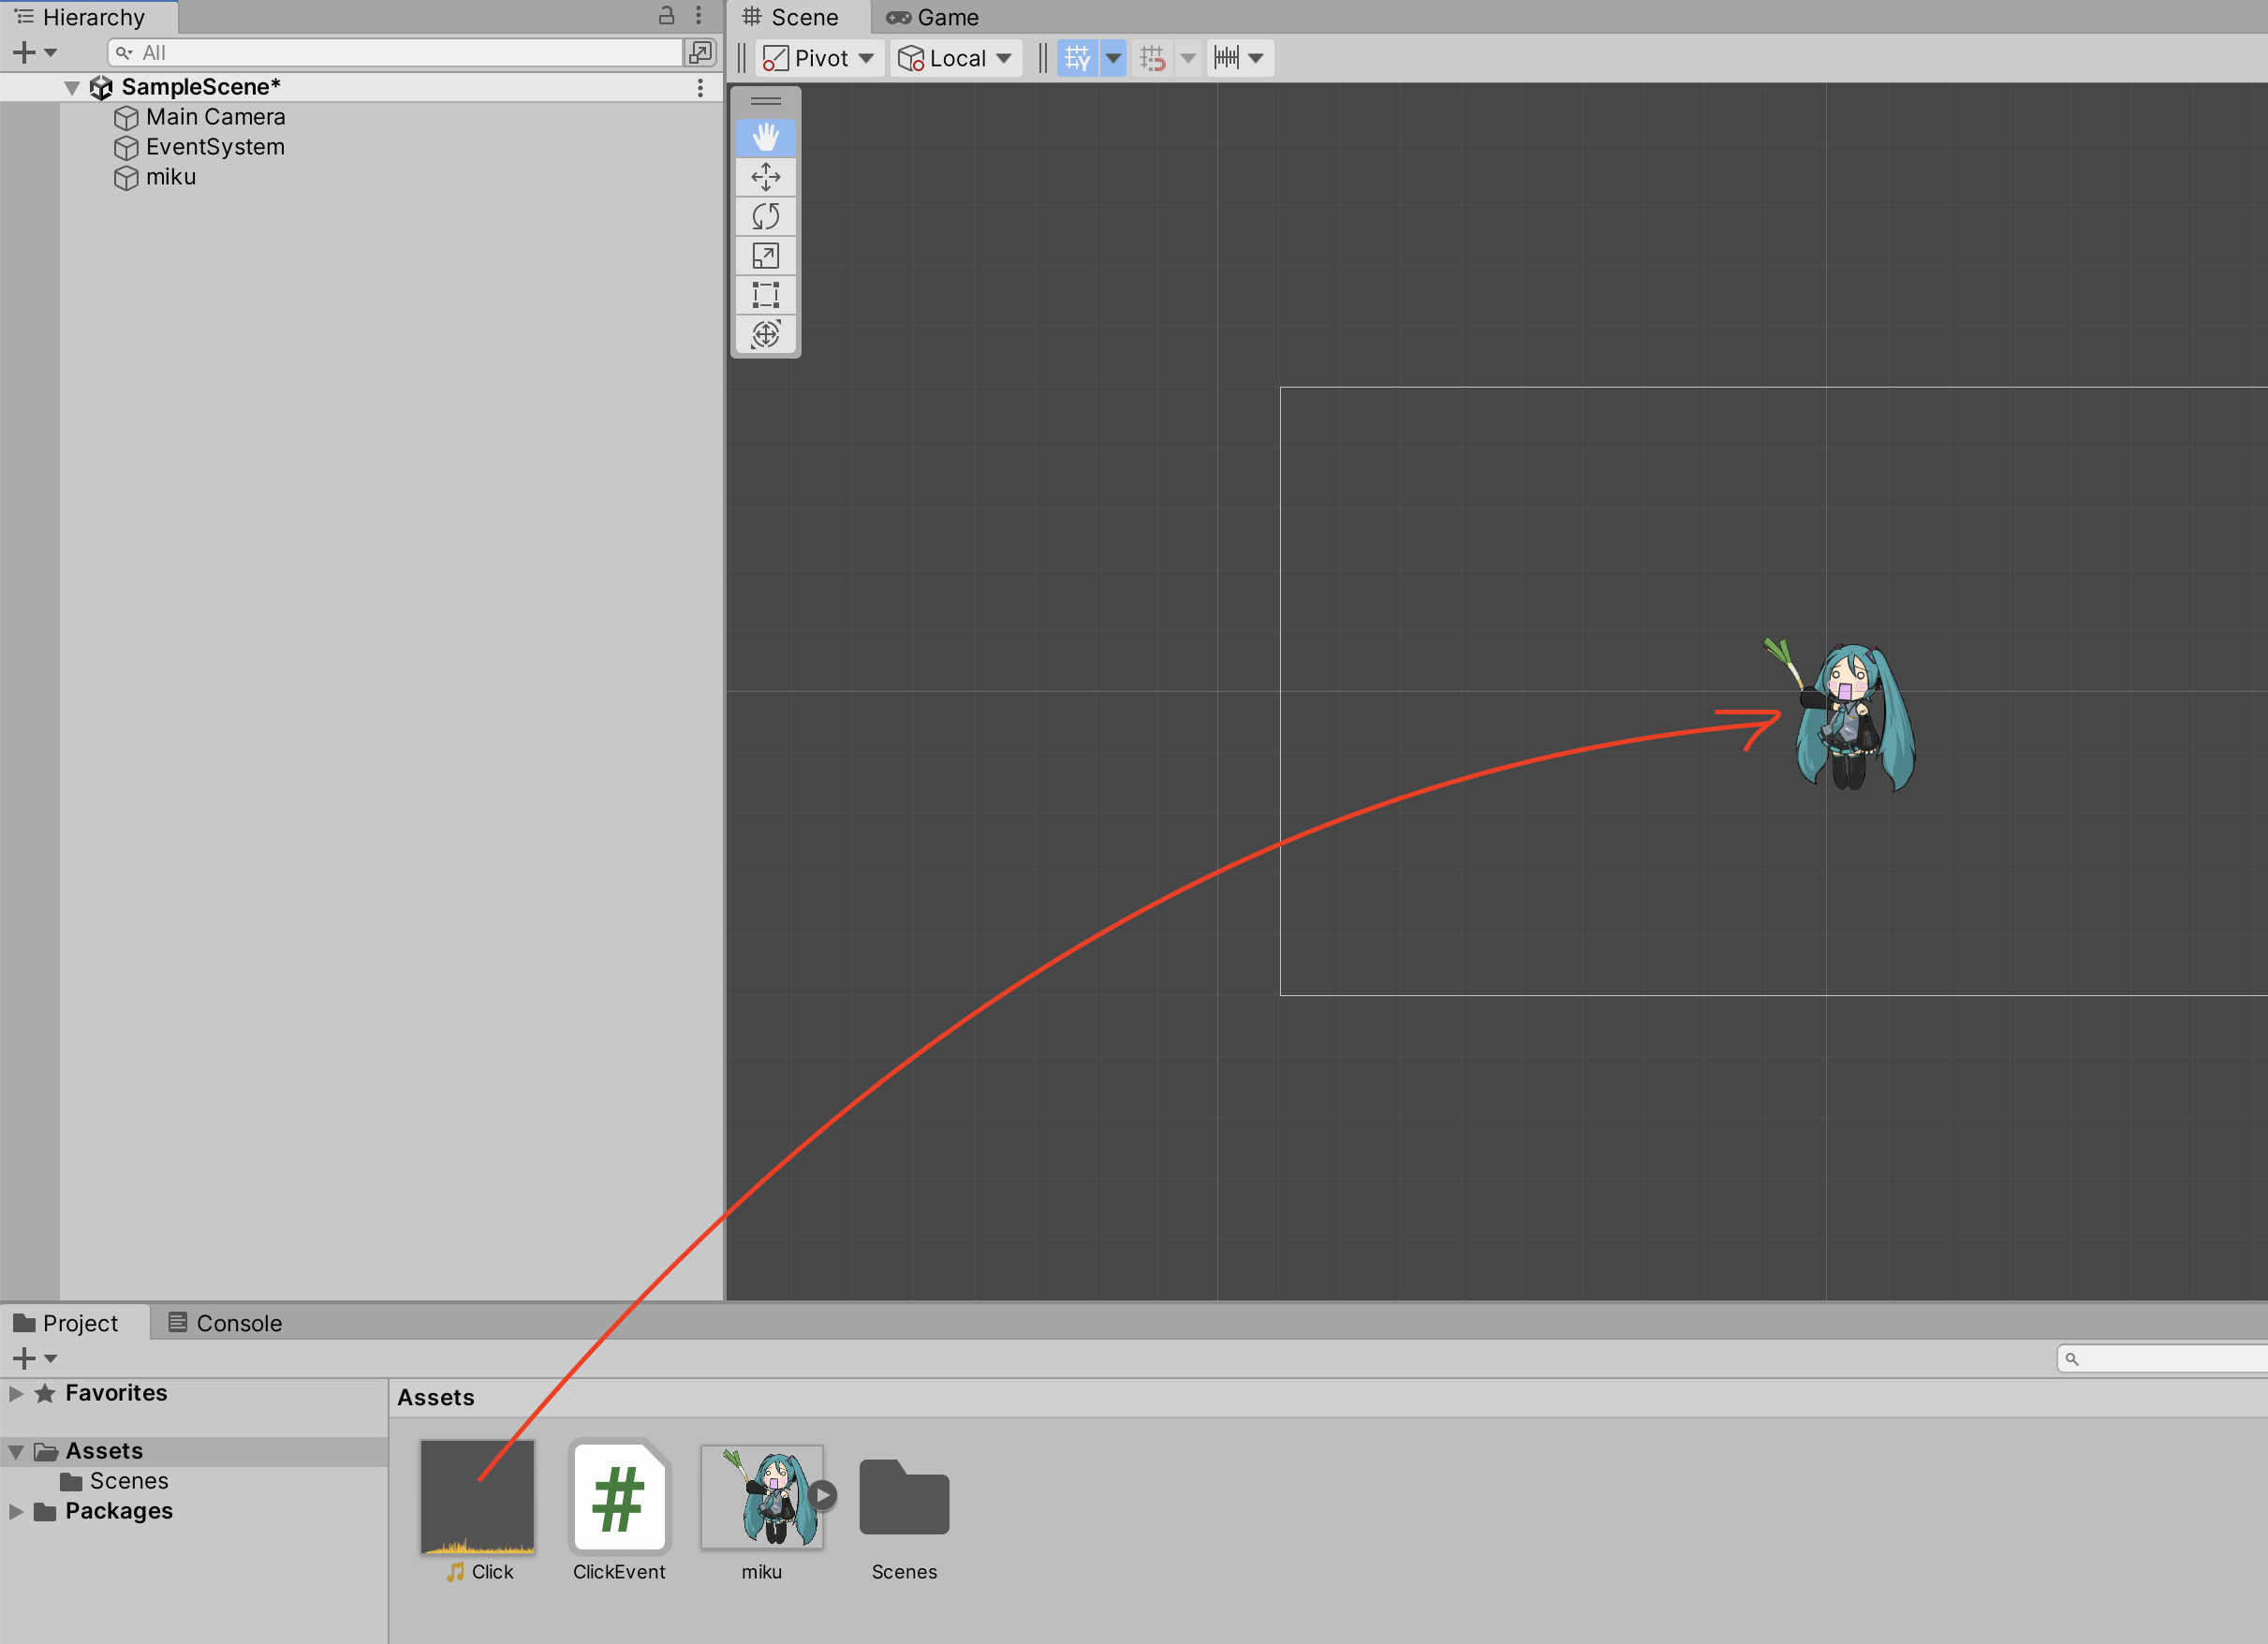 Hierarchy
All
SampleScene*
Main Camera
EventSystem
miku
Scene
Game
Pivot
Local
Project
Console
Favorites
Assets
Scenes
Packages
Assets
Click
ClickEvent
miku
Scenes